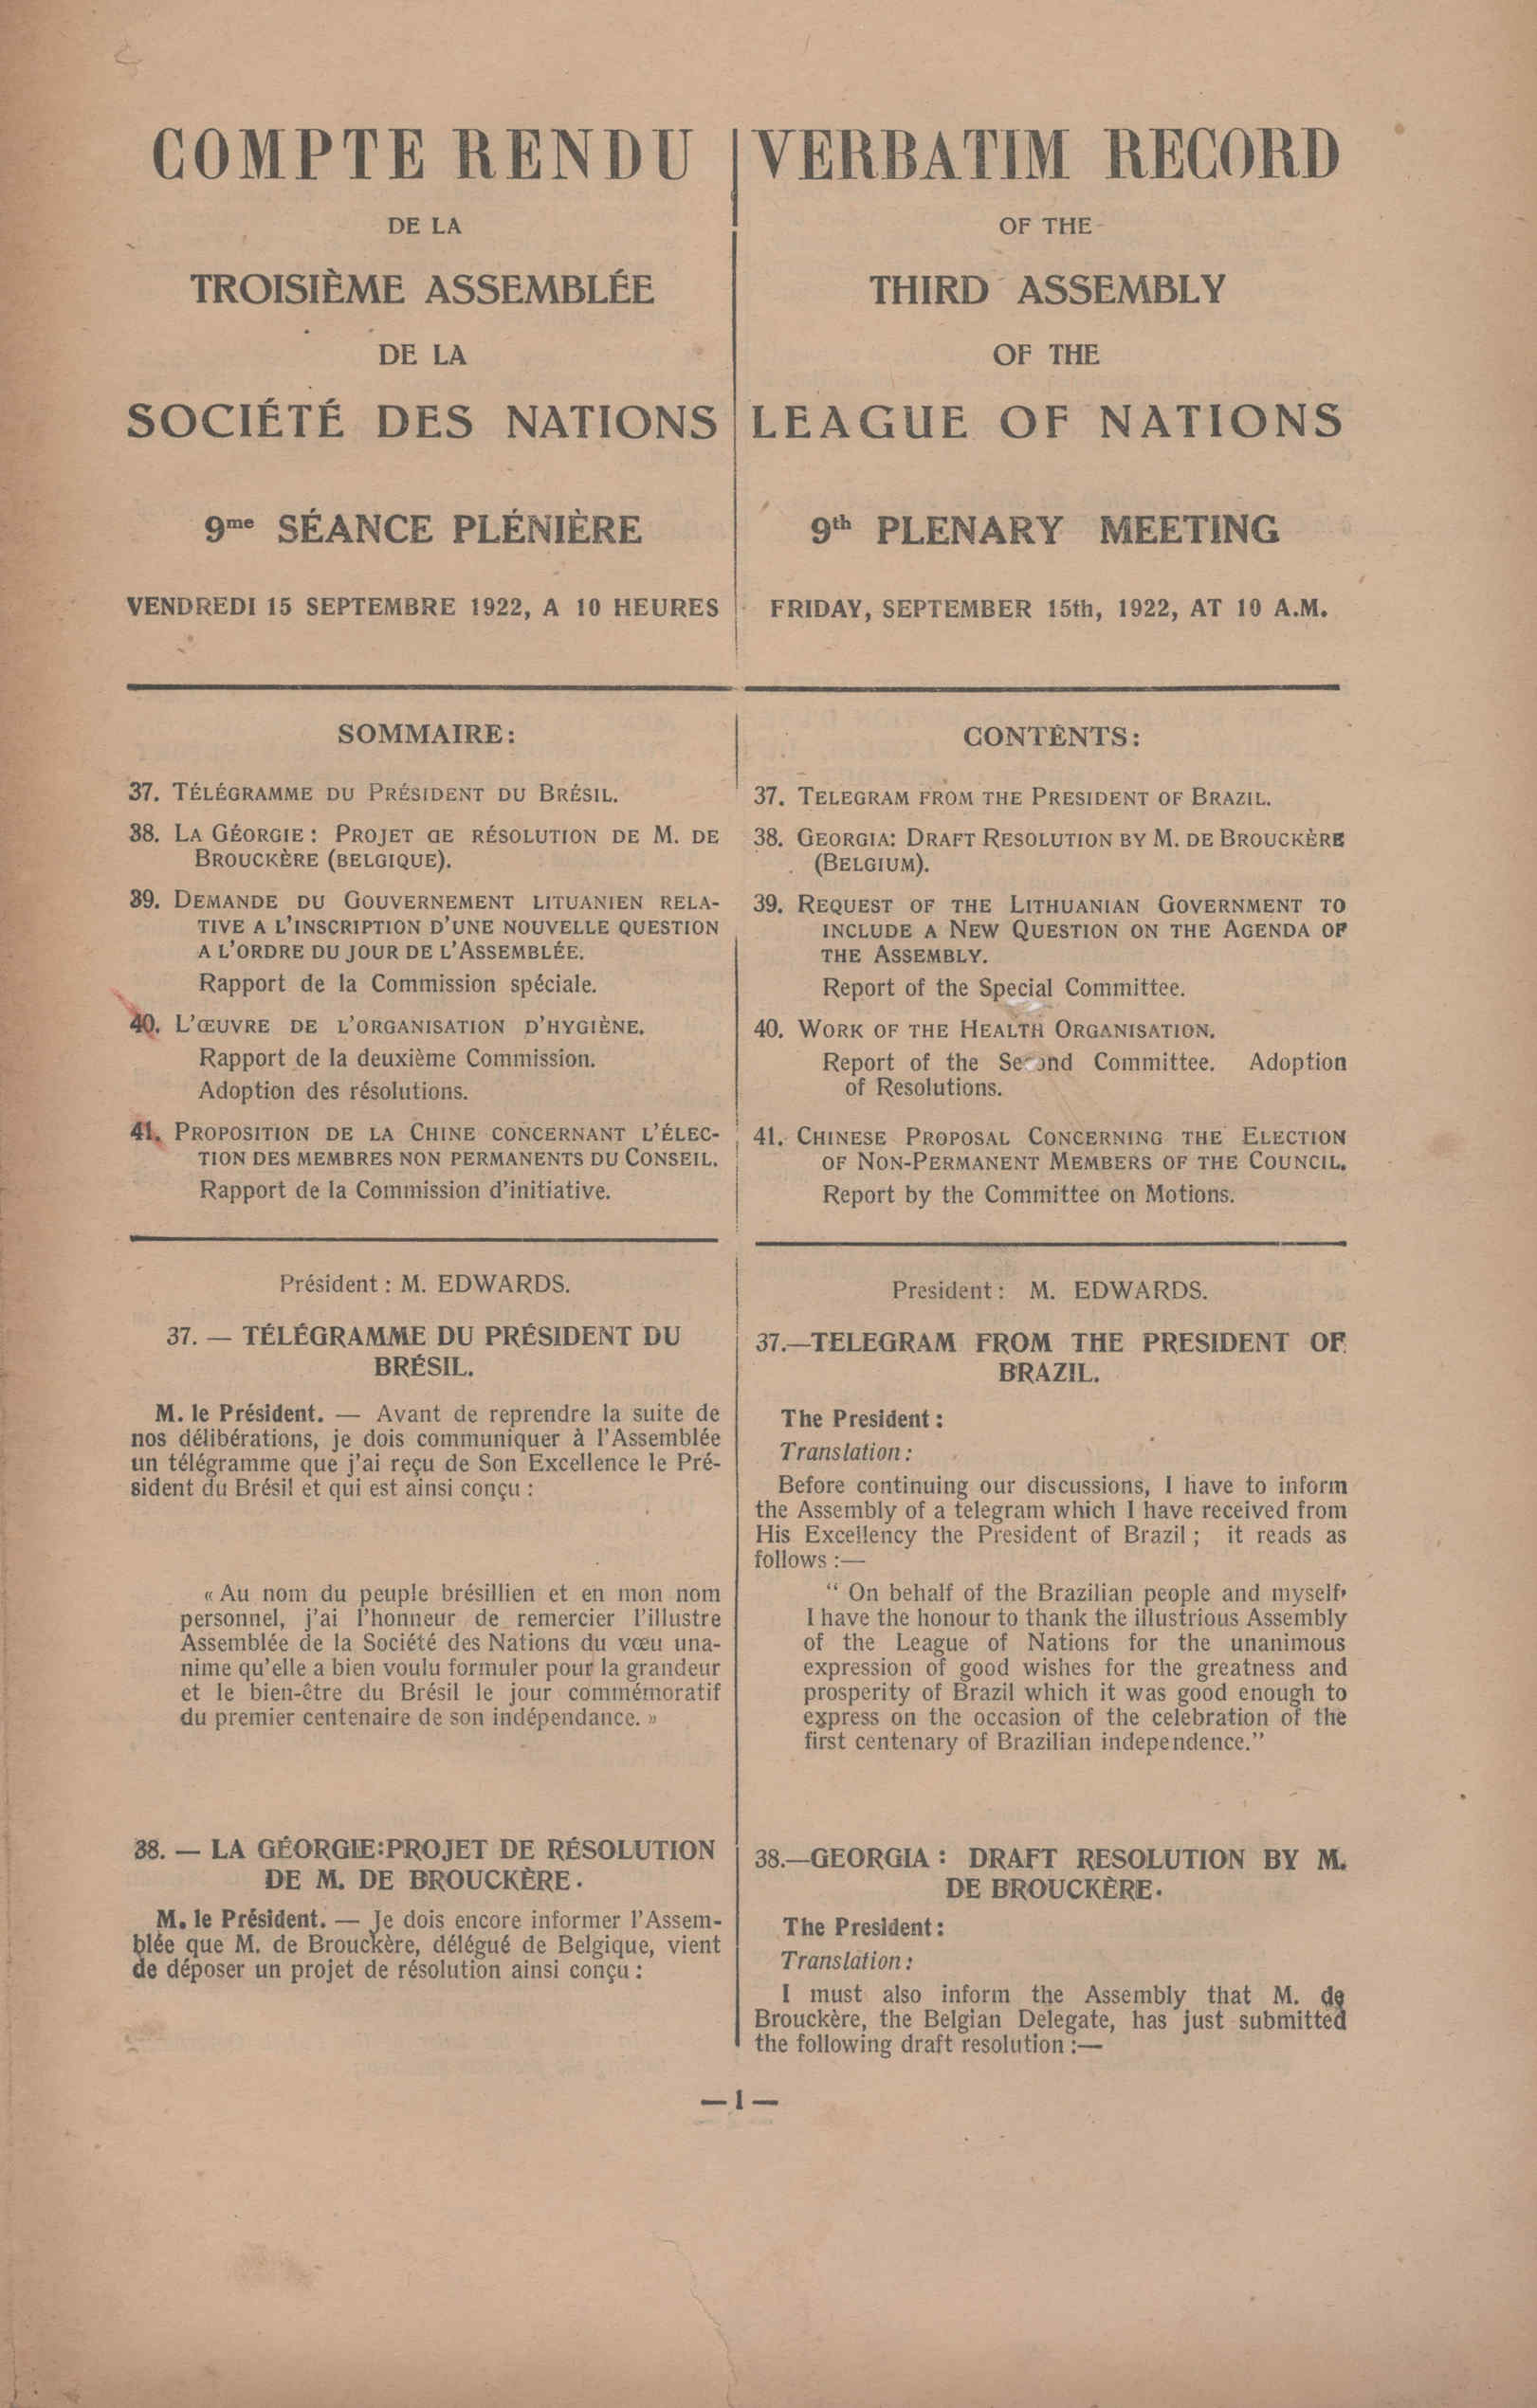 COMPTE RENDU
DE LA
TROISIÈME ASSEMBLÉE
DE LA
SOCIÉTÉ DES NATIONS
9me SÉANCE PLÉNIÈRE
VENDREDI 15 SEPTEMBRE 1922, A 10 HEURES
SOMMAIRE:
37. TÉLÉGRAMME DU PRÉSIDENT DU BRÉSIL.
38. LA GÉORGIE : PROJET DE RÉSOLUTION DE M. DE
BROUCKÈRE (BELGIQUE).
39. DEMANDE DU GOUVERNEMENT LITUANIEN RELA-
TIVE A L'INSCRIPTION D'UNE NOUVELLE QUESTION
A L'ORDRE DU JOUR DE L'ASSEMBLÉE.
Rapport de la Commission spéciale.
40. L'ŒUVRE DE L'ORGANISATION D'HYGIÈNE.
Rapport de la deuxième Commission.
Adoption des résolutions.
41. PROPOSITION DE LA CHINE CONCERNANT L'ÉLEC-
TION DES MEMBRES NON PERMANENTS DU CONSEIL.
Rapport de la Commission d'initiative.
Président : M. EDWARDS.
37. — TÉLÉGRAMME DU PRÉSIDENT DU
BRÉSIL.
M. le Président. — Avant de reprendre la suite de
nos délibérations, je dois communiquer à l'Assemblée
un télégramme que j'ai reçu de Son Excellence le Pré-
sident du Brésil et qui est ainsi conçu :
« Au nom du peuple brésillien et en mon nom
personnel, j'ai l'honneur de remercier l'illustre
Assemblée de la Société des Nations du vœu una-
nime qu'elle a bien voulu formuler pour la grandeur
et le bien-être du Brésil le jour commémoratif
du premier centenaire de son indépendance. »
38. — LA GÉORGIE:PROJET DE RÉSOLUTION
DE M. DE BROUCKÈRE.
M. le Président. — Je dois encore informer l'Assem-
blée que M. de Brouckère, délégué de Belgique, vient
de déposer un projet de résolution ainsi conçu :
VERBATIM RECORD
OF THE
THIRD ASSEMBLY
OF THE
LEAGUE OF NATIONS
9th PLENARY MEETING
FRIDAY, SEPTEMBER 15th, 1922, AT 10 A.M.
CONTENTS:
37. TELEGRAM FROM THE PRESIDENT OF BRAZIL.
38. GEORGIA: DRAFT RESOLUTION BY M. DE BROUCKÈRE
(BELGIUM).
39. REQUEST OF THE LITHUANIAN GOVERNMENT TO
INCLUDE A NEW QUESTION ON THE AGENDA OF
THE ASSEMBLY.
Report of the Special Committee.
40. WORK OF THE HEALTH ORGANISATION.
Report of the Second Committee. Adoption
of Resolutions.
41. CHINESE PROPOSAL CONCERNING THE ELECTION
OF NON-PERMANENT MEMBERS OF THE COUNCIL.
Report by the Committee on Motions.
President : M. EDWARDS.
37.—TELEGRAM FROM THE PRESIDENT OF
BRAZIL.
The President :
Translation :
Before continuing our discussions, I have to inform
the Assembly of a telegram which I have received from
His Excellency the President of Brazil ; it reads as
follows :—
" On behalf of the Brazilian people and myself,
I have the honour to thank the illustrious Assembly
of the League of Nations for the unanimous
expression of good wishes for the greatness and
prosperity of Brazil which it was good enough to
express on the occasion of the celebration of the
first centenary of Brazilian independence."
38.—GEORGIA : DRAFT RESOLUTION BY M.
DE BROUCKÈRE.
The President :
Translation :
I must also inform the Assembly that M. de
Brouckère, the Belgian Delegate, has just submitted
the following draft resolution :—
— 1 —